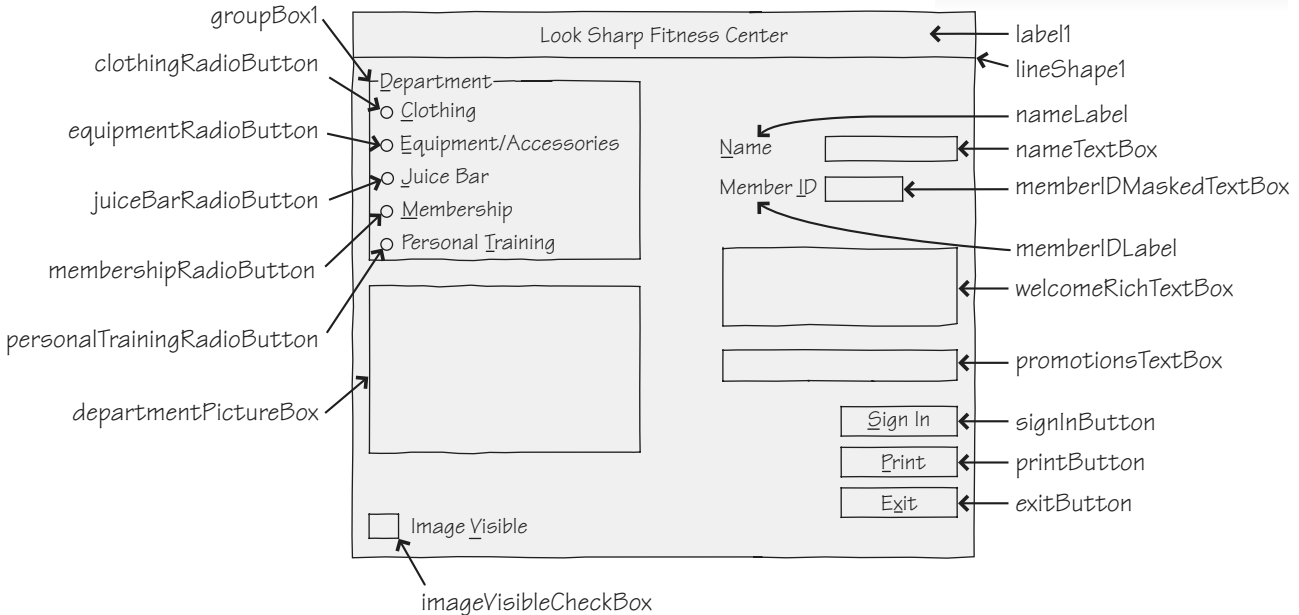 groupBox1
clothingRadioButton
equipmentRadioButton
juiceBarRadioButton
membershipRadioButton
personalTrainingRadioButton
departmentPictureBox
Look Sharp Fitness Center
Department
Clothing
Equipment/Accessories
Juice Bar
Membership
Personal Training
Name
Member ID
Sign In
Print
Exit
Image Visible
imageVisibleCheckBox
label1
lineShape1
nameLabel
nameTextBox
memberIDMaskedTextBox
memberIDLabel
welcomeRichTextBox
promotionsTextBox
signInButton
printButton
exitButton